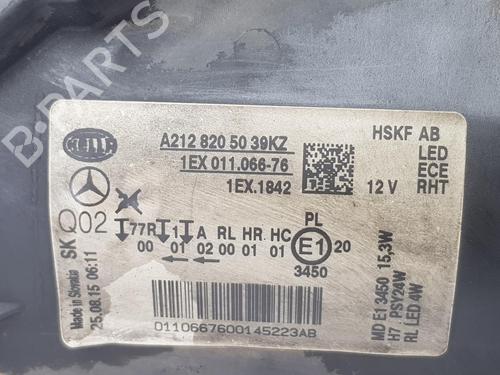 HELLA
A212 820 50 39KZ
1EX 011.066-76
1EX.1842
HSKF AB
LED
ECE
12 V RHT
SK Q02
77R 1 A RL HR HC
00 01 02 00 01 01
PL
E1 20
3450
Made in Slovakia
25.08.15 06:11
0110667600145223AB
MD E1 3450 15,3W
H7 , PSY24W
RL LED 4W
B-PARTS